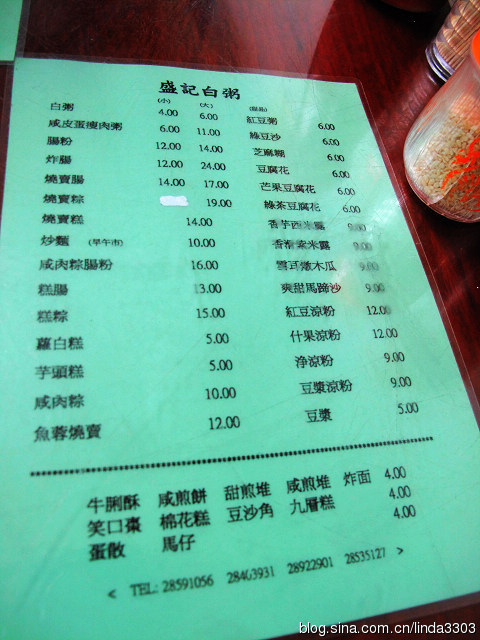 盛記白粥
(小) (大)
白粥 4.00 6.00
咸皮蛋瘦肉粥 6.00 11.00
腸粉 12.00 14.00
炸腸 12.00 24.00
燒賣腸 14.00 17.00
燒賣粽 19.00
燒賣糕 14.00
炒麵 (早午市) 10.00
咸肉粽腸粉 16.00
糕腸 13.00
糕粽 15.00
蘿白糕 5.00
芋頭糕 5.00
咸肉粽 10.00
魚蓉燒賣 12.00
紅豆粥 6.00
綠豆沙 6.00
芝麻糊 6.00
豆腐花 6.00
芒果豆腐花 6.00
綠茶豆腐花 6.00
香芋西米露 9.00
9.00
雪耳燉木瓜 9.00
爽甜馬蹄沙 9.00
紅豆涼粉 12.00
什果涼粉 12.00
淨涼粉 9.00
豆漿涼粉 9.00
豆漿 5.00
牛脷酥 咸煎餅 甜煎堆 咸煎堆 炸面 4.00
笑口棗 棉花糕 豆沙角 九層糕 4.00
蛋散 馬仔 4.00
< TEL: 28591056 28463931 28922901 28535127 >
blog.sina.com.cn/linda3303